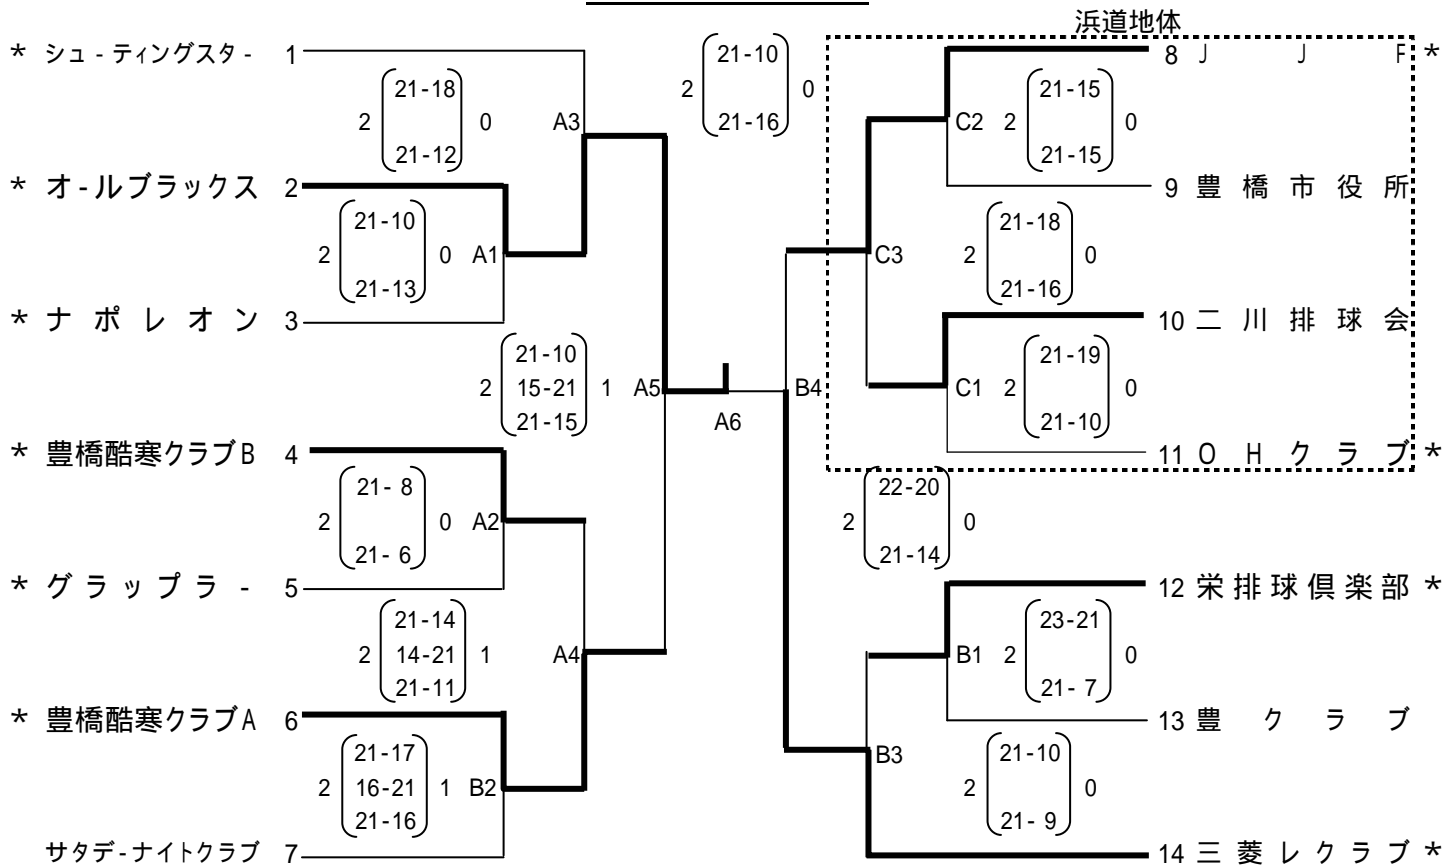 浜道地体
* シュ-ティングスタ- 1
21-10
2 0
21-16
8 J J F *
21-18
2 0
21-12
A3
C2
21-15
2 0
21-15
* オ-ルブラックス 2
9 豊橋市役所
21-10
2 0
21-13
A1
C3
21-18
2 0
21-16
* ナポレオン 3
10 二川排球会
21-10
2 15-21 1
21-15
A5
A6
B4
C1
21-19
2 0
21-10
* 豊橋酷寒クラブB 4
11 OHクラブ *
21-8
2 0
21-6
A2
22-20
2 0
21-14
* グラップラ- 5
12 栄排球倶楽部 *
21-14
2 14-21 1
21-11
A4
B1
23-21
2 0
21-7
* 豊橋酷寒クラブA 6
13 豊クラブ
21-17
2 16-21 1
21-16
B2
B3
21-10
2 0
21-9
サタデ-ナイトクラブ 7
14 三菱レクラブ *